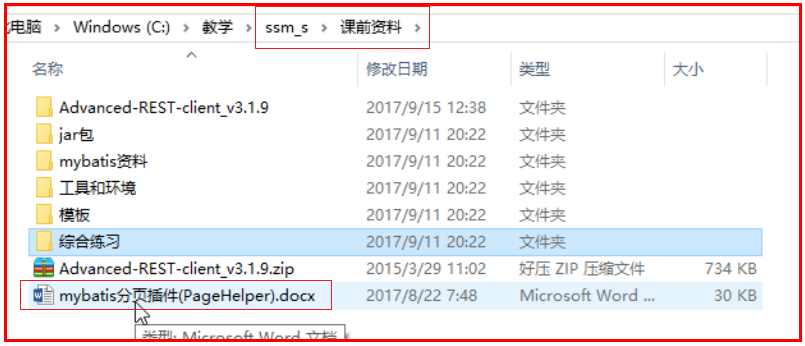 电脑 > Windows (C:) > 教学 > ssm_s > 课前资料 >
名称 修改日期 类型 大小
Advanced-REST-client_v3.1.9 2017/9/15 12:38 文件夹
jar包 2017/9/11 20:22 文件夹
mybatis资料 2017/9/11 20:22 文件夹
工具和环境 2017/9/11 20:22 文件夹
模板 2017/9/11 20:22 文件夹
综合练习 2017/9/11 20:22 文件夹
Advanced-REST-client_v3.1.9.zip 2015/3/29 11:02 好压 ZIP 压缩文件 734 KB
mybatis分页插件(PageHelper).docx 2017/8/22 7:48 Microsoft Word ... 30 KB
类型: Microsoft Word 文档